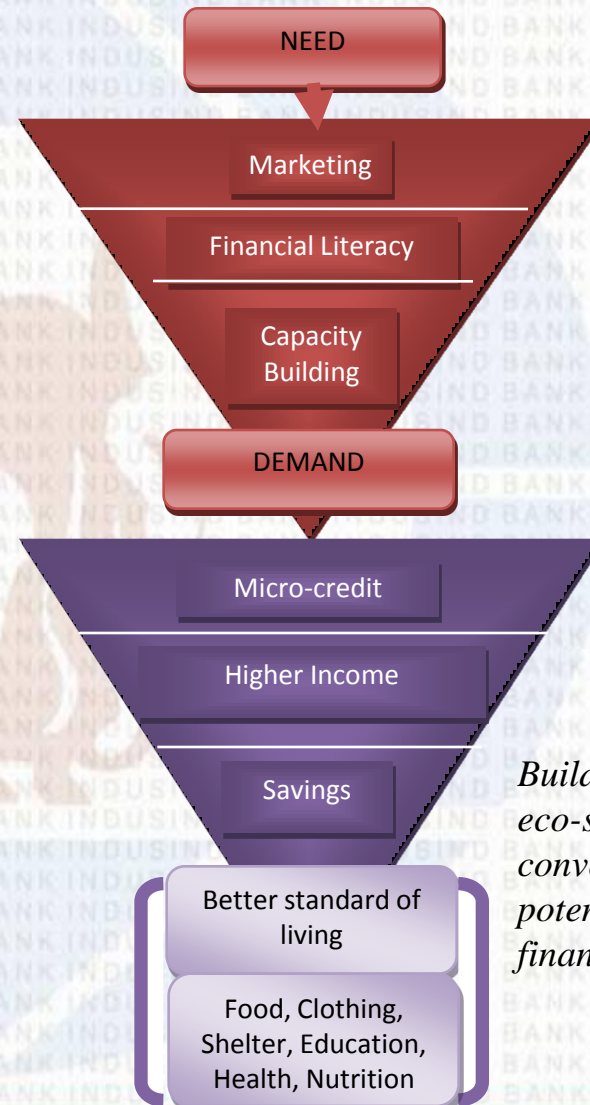 NEED
Marketing
Financial Literacy
Capacity
Building
DEMAND
Micro-credit
Higher Income
Savings
Better standard of
living
Food, Clothing,
Shelter, Education,
Health, Nutrition